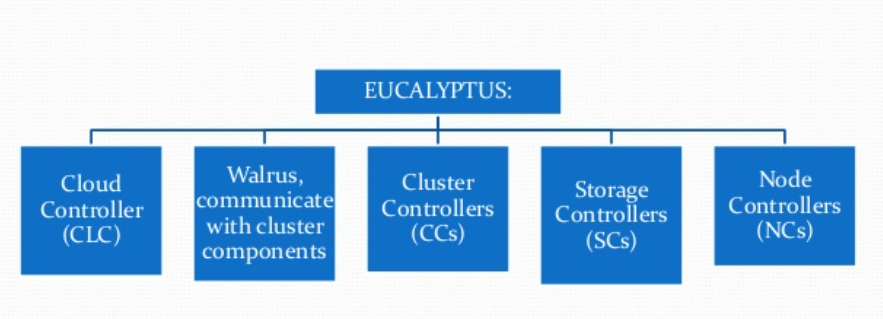 EUCALYPTUS:
Cloud
Controller
(CLC)
Walrus,
communicate
with cluster
components
Cluster
Controllers
(CCs)
Storage
Controllers
(SCs)
Node
Controllers
(NCs)